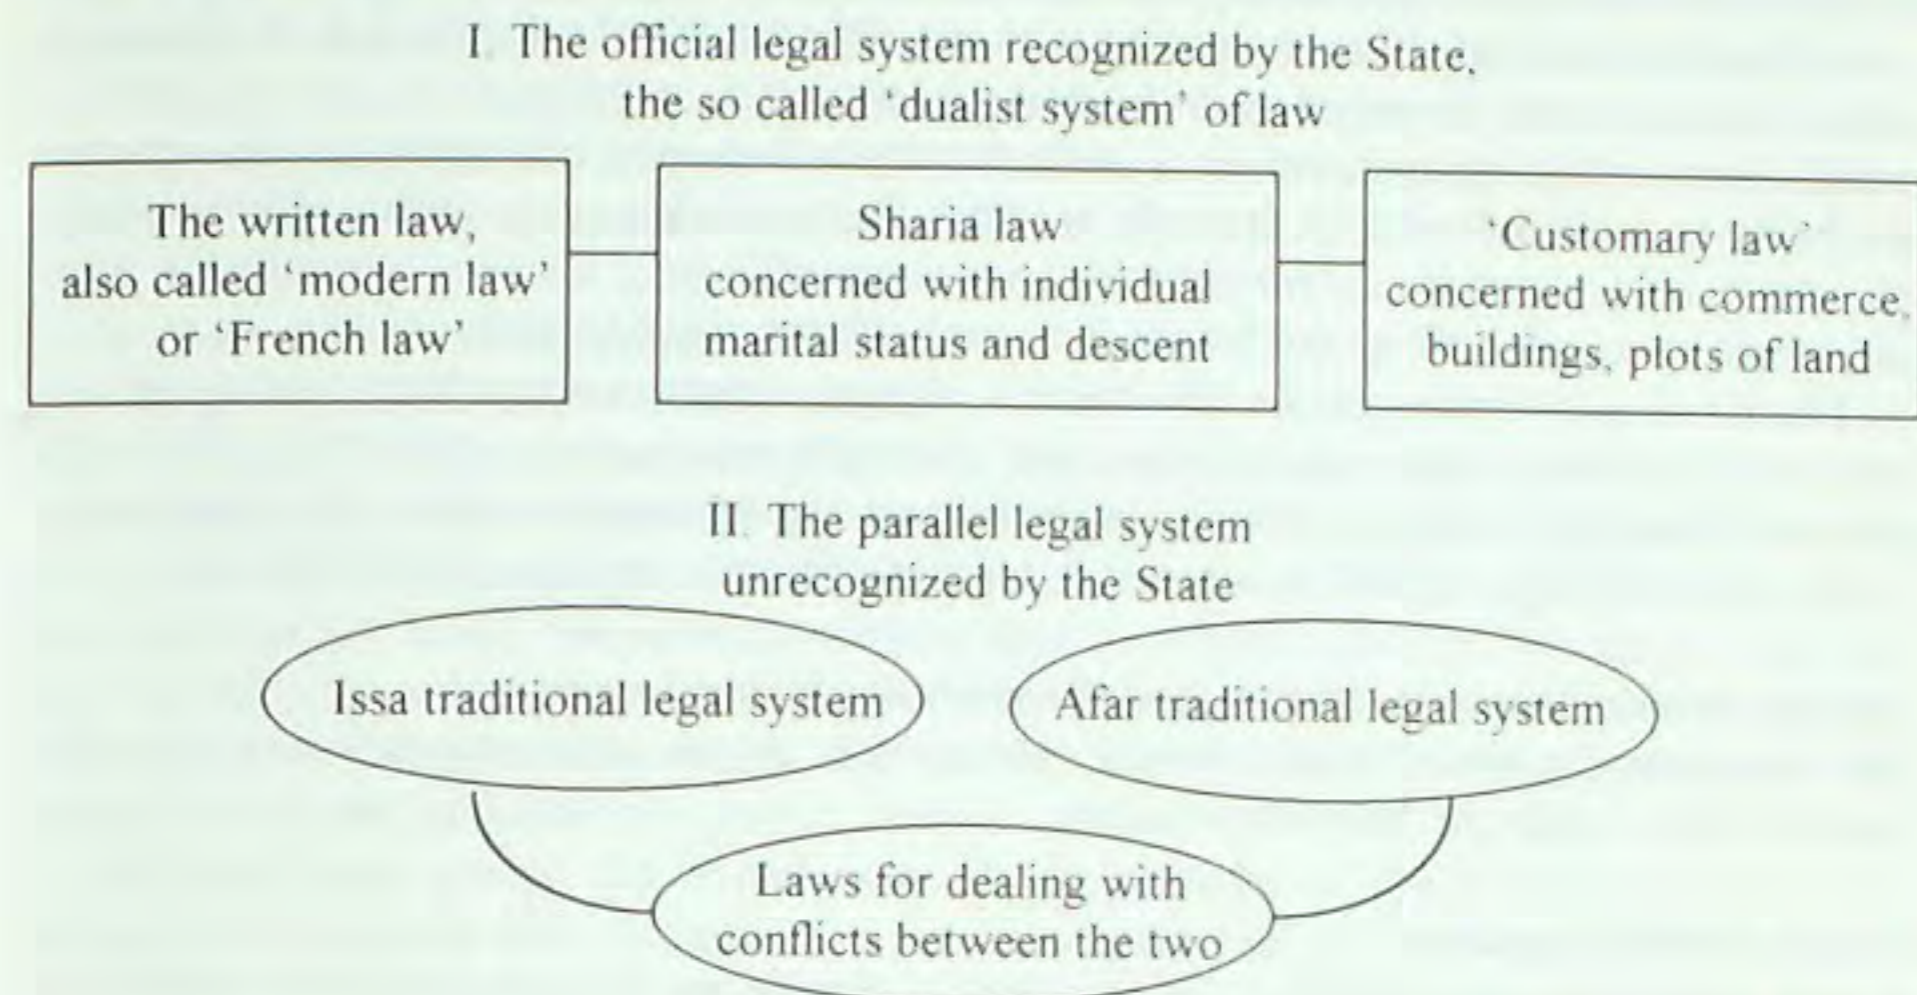 I. The official legal system recognized by the State,
the so called ‘dualist system’ of law
The written law,
also called ‘modern law’
or ‘French law’
Sharia law
concerned with individual
marital status and descent
‘Customary law’
concerned with commerce,
buildings, plots of land
II. The parallel legal system
unrecognized by the State
Issa traditional legal system
Afar traditional legal system
Laws for dealing with
conflicts between the two